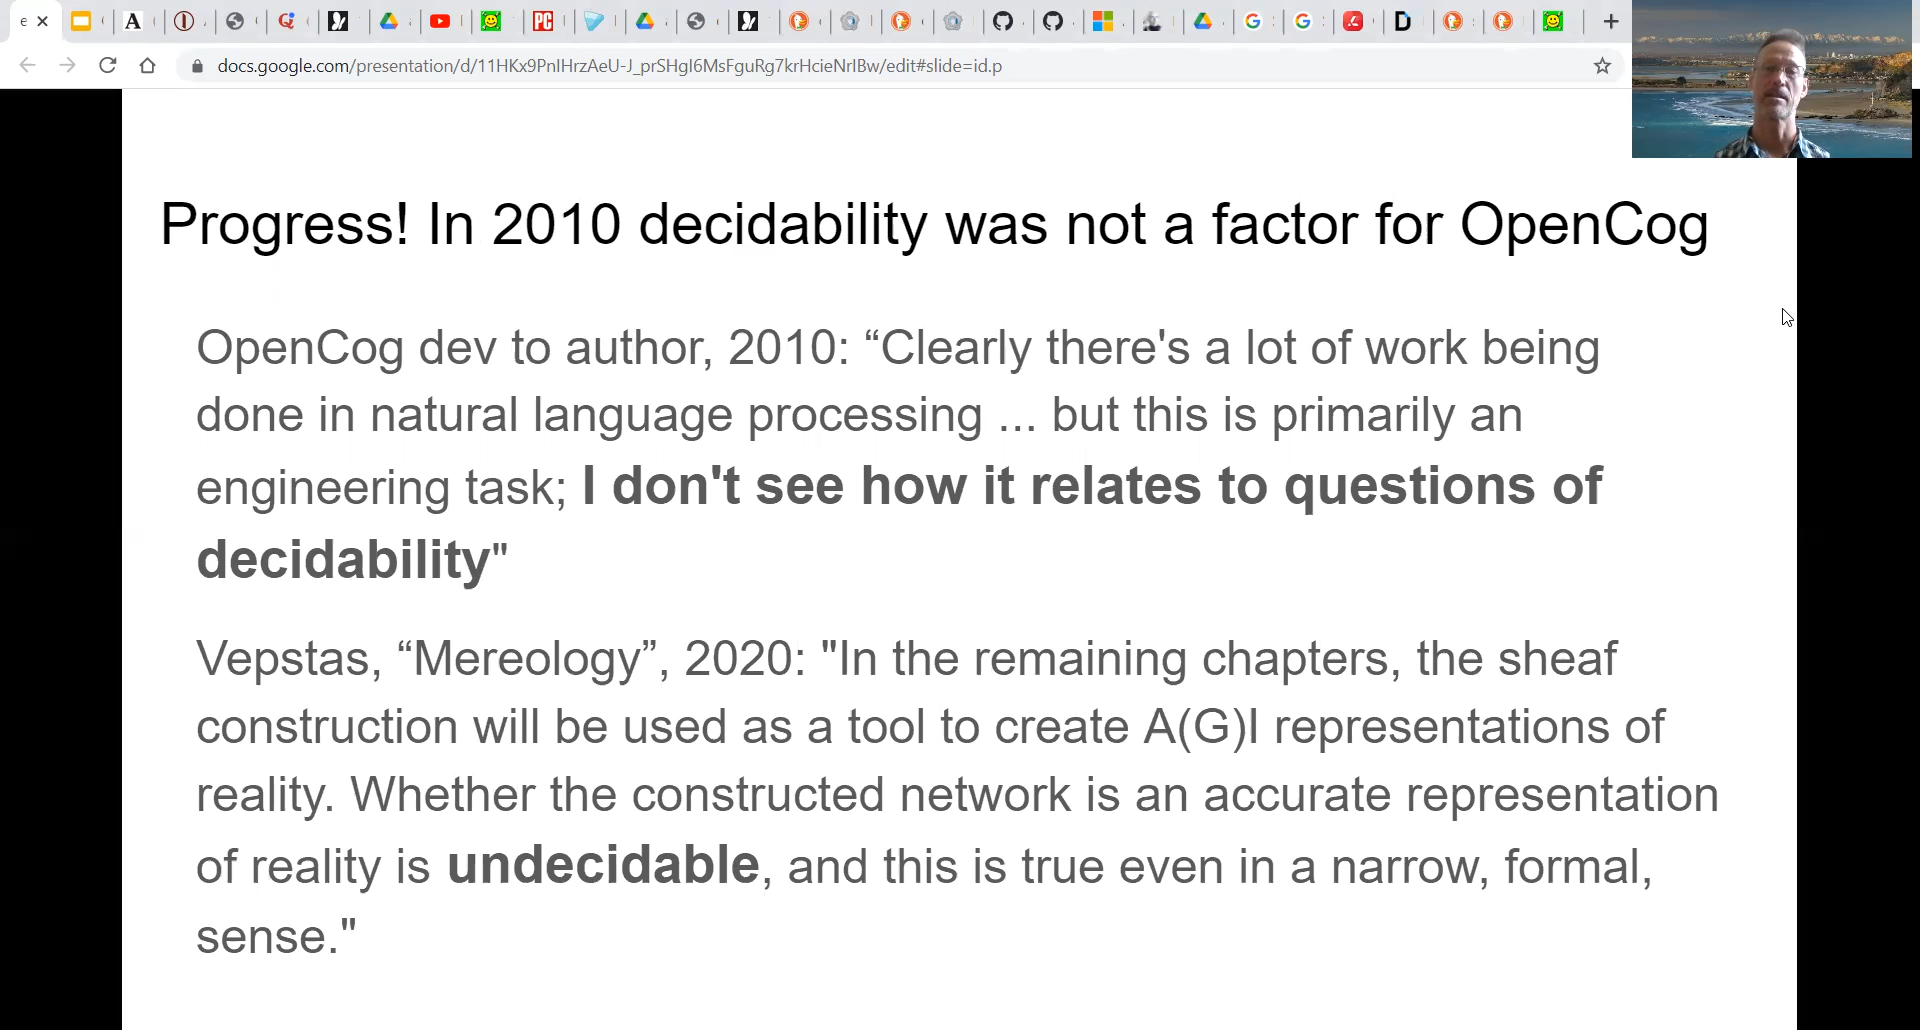 docs.google.com/presentation/d/11HKx9PnIHrzAeU-J_prSHgI6MsFguRg7krHcieNrIBw/edit#slide=id.p
Progress! In 2010 decidability was not a factor for OpenCog
OpenCog dev to author, 2010: “Clearly there's a lot of work being
done in natural language processing ... but this is primarily an
engineering task; I don't see how it relates to questions of
decidability"
Vepstas, “Mereology”, 2020: "In the remaining chapters, the sheaf
construction will be used as a tool to create A(G)I representations of
reality. Whether the constructed network is an accurate representation
of reality is undecidable, and this is true even in a narrow, formal,
sense."